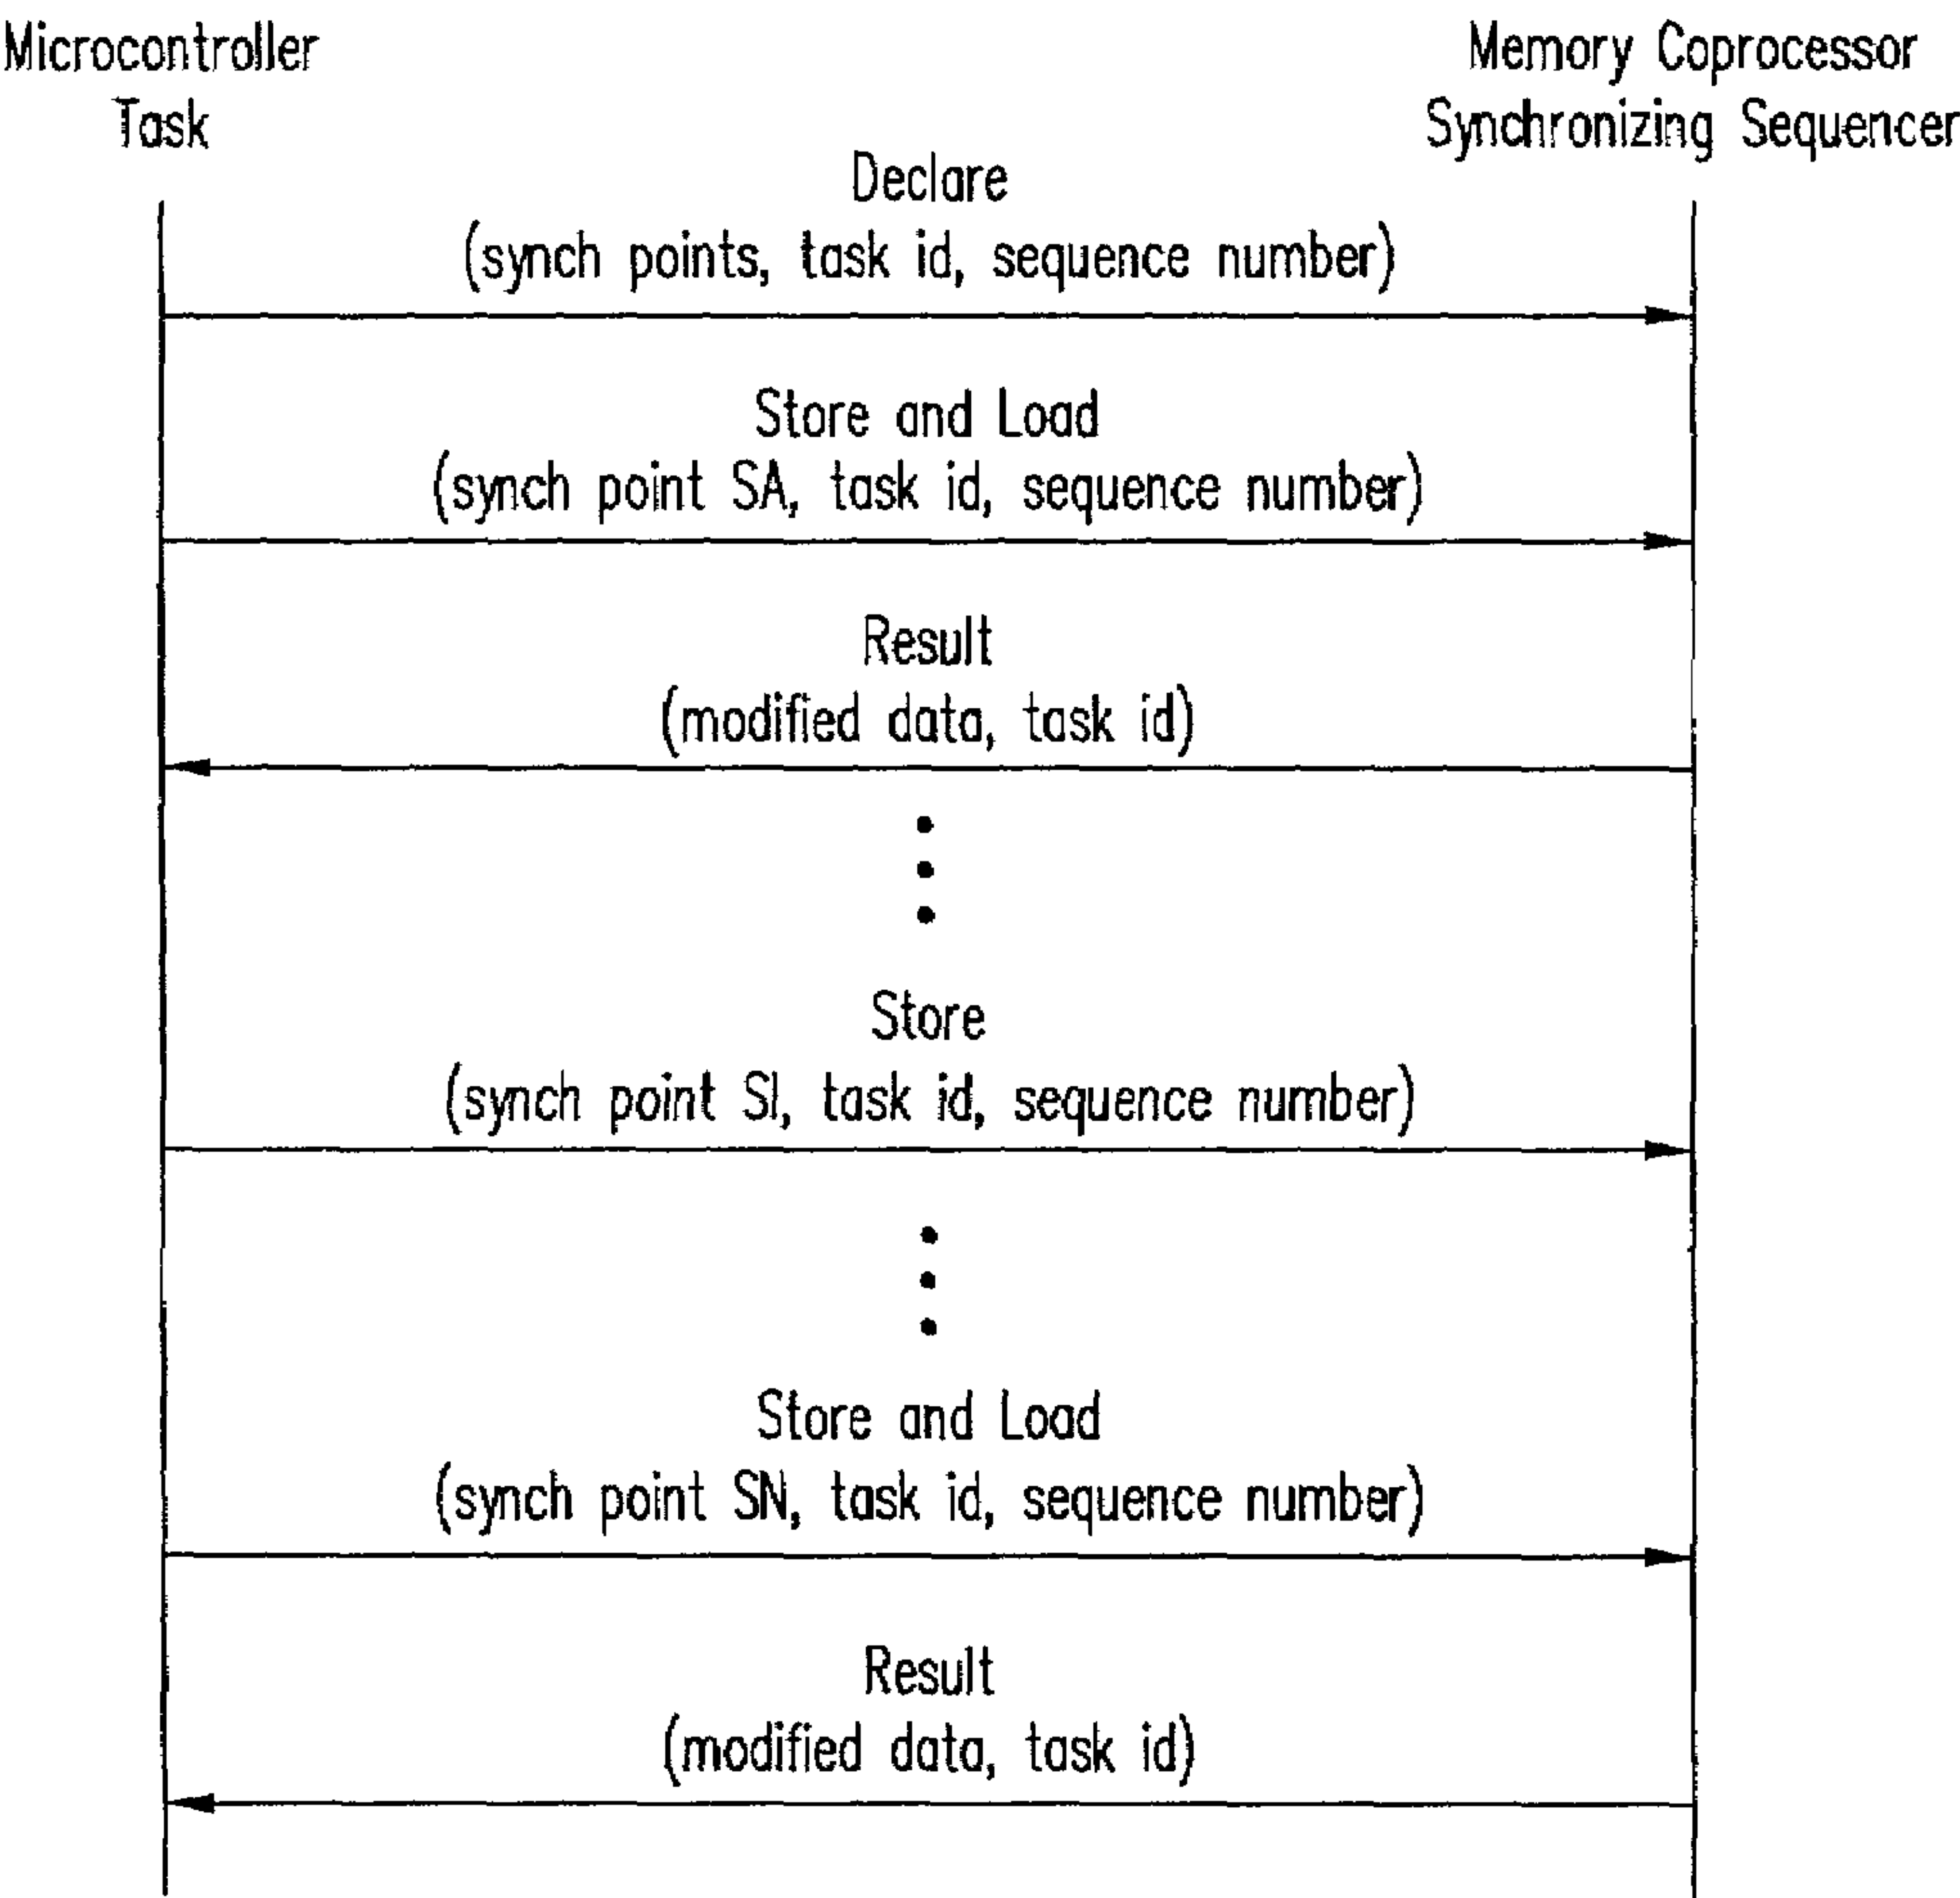 Microcontroller
Task
Memory Coprocessor
Synchronizing Sequencer
Declare
(synch points, task id, sequence number)
Store and Load
(synch point SA, task id, sequence number)
Result
(modified data, task id)
Store
(synch point SI, task id, sequence number)
Store and Load
(synch point SN, task id, sequence number)
Result
(modified data, task id)